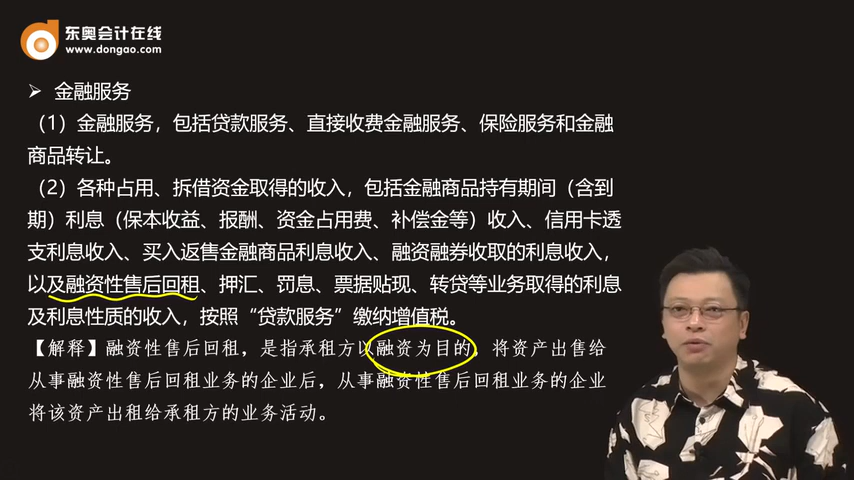 东奥会计在线
www.dongao.com
➢ 金融服务
（1）金融服务，包括贷款服务、直接收费金融服务、保险服务和金融
商品转让。
（2）各种占用、拆借资金取得的收入，包括金融商品持有期间（含到
期）利息（保本收益、报酬、资金占用费、补偿金等）收入、信用卡透
支利息收入、买入返售金融商品利息收入、融资融券收取的利息收入，
以及融资性售后回租、押汇、罚息、票据贴现、转贷等业务取得的利息
及利息性质的收入，按照“贷款服务”缴纳增值税。
【解释】融资性售后回租，是指承租方以融资为目的，将资产出售给
从事融资性售后回租业务的企业后，从事融资性售后回租业务的企业
将该资产出租给承租方的业务活动。